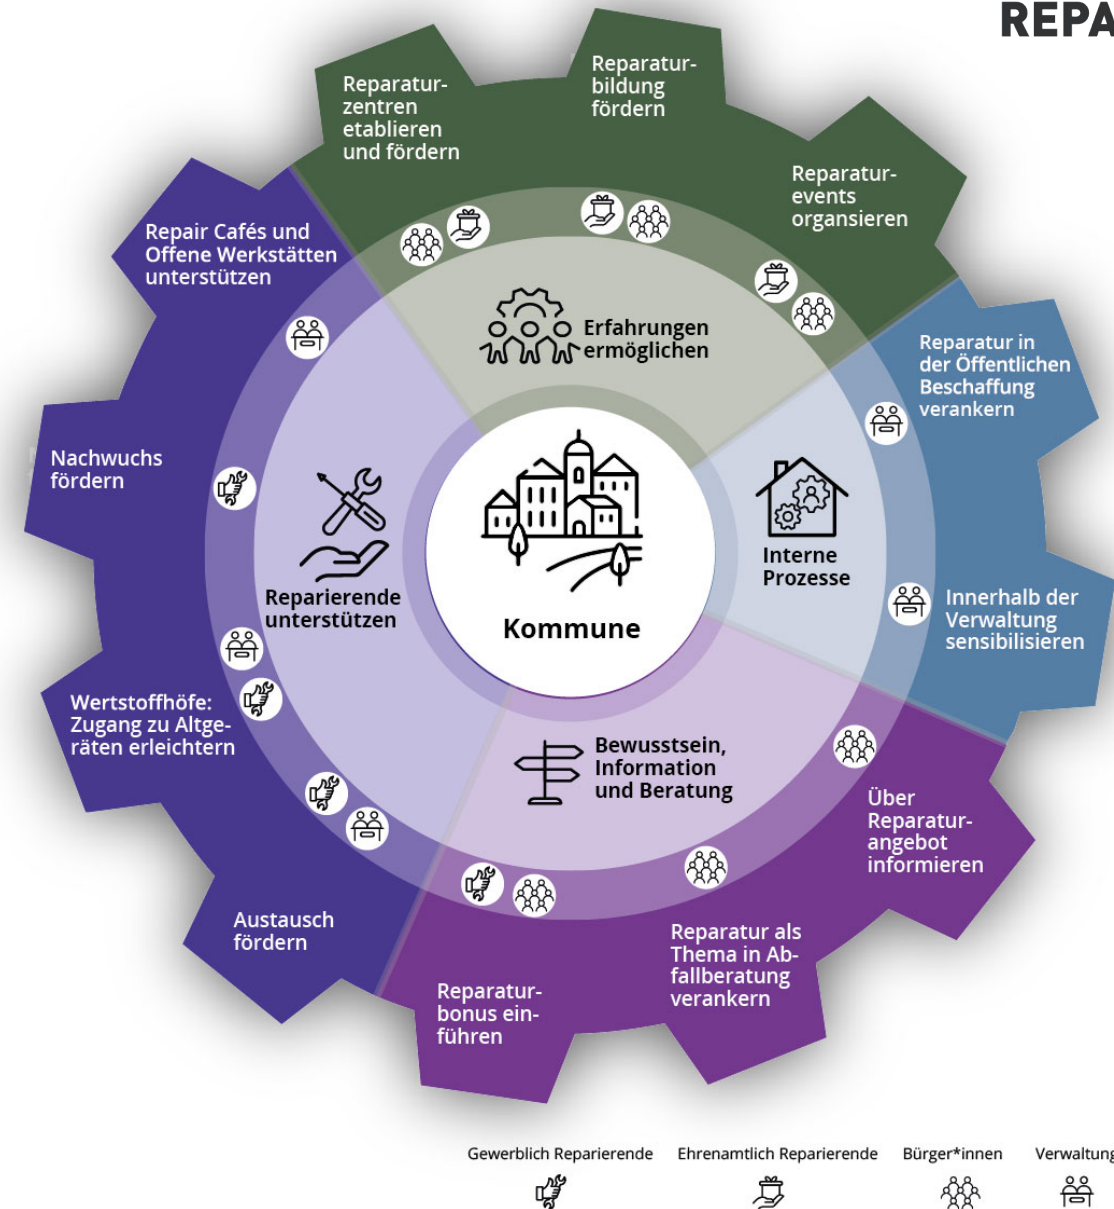 REPA
Reparatur-
zentren
etablieren
und fördern
Reparatur-
bildung
fördern
Reparatur-
events
organsieren
Repair Cafés und
Offene Werkstätten
unterstützen
Erfahrungen
ermöglichen
Reparatur in
der Öffentlichen
Beschaffung
verankern
Nachwuchs
fördern
Reparierende
unterstützen
Kommune
Interne
Prozesse
Innerhalb der
Verwaltung
sensibilisieren
Wertstoffhöfe:
Zugang zu Altge-
räten erleichtern
Bewusstsein,
Information
und Beratung
Über
Reparatur-
angebot
informieren
Austausch
fördern
Reparatur als
Thema in Ab-
fallberatung
verankern
Reparatur-
bonus ein-
führen
Gewerblich Reparierende
Ehrenamtlich Reparierende
Bürger*innen
Verwaltung